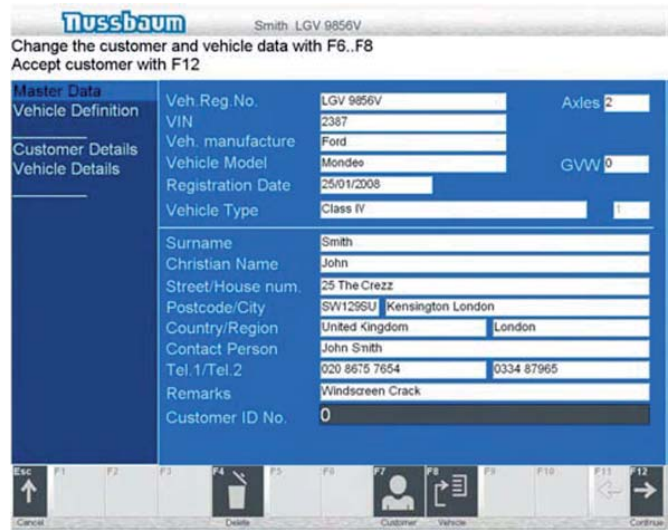 Nussbaum Smith LGV 9856V
Change the customer and vehicle data with F6..F8
Accept customer with F12
Master Data
Vehicle Definition
Customer Details
Vehicle Details
Veh.Reg.No. LGV 9856V Axles 2
VIN 2387
Veh. manufacture Ford
Vehicle Model Mondeo GVW 0
Registration Date 25/01/2008
Vehicle Type Class IV 1
Surname Smith
Christian Name John
Street/House num. 25 The Crezz
Postcode/City SW129SU Kensington London
Country/Region United Kingdom London
Contact Person John Smith
Tel.1/Tel.2 020 8675 7654 0334 87965
Remarks Windscreen Crack
Customer ID No. 0
Esc F1 F2 F3 F4 F5 F6 F7 F8 F9 F10 F11 F12
Cancel Delete Customer Vehicle Continue